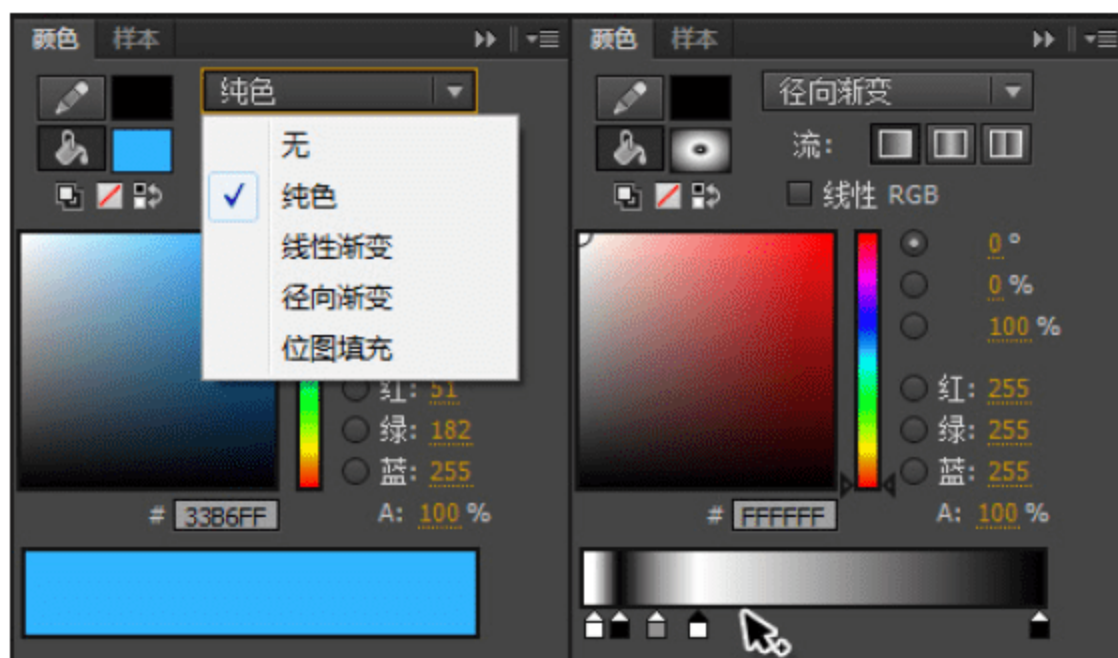 颜色 样本
纯色
无
纯色
线性渐变
径向渐变
位图填充
红: 51
绿: 182
蓝: 255
# 33B6FF A: 100 %
颜色 样本
径向渐变
流:
线性 RGB
0 °
0 %
100 %
红: 255
绿: 255
蓝: 255
# FFFFFF A: 100 %